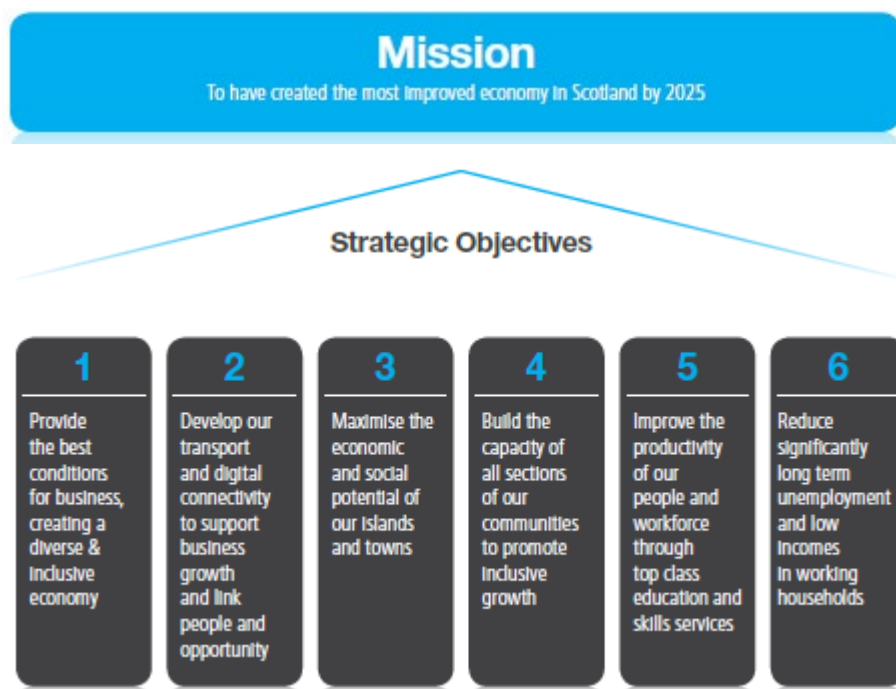 Mission
To have created the most improved economy in Scotland by 2025
Strategic Objectives
1
Provide
the best
conditions
for business,
creating a
diverse &
inclusive
economy
2
Develop our
transport
and digital
connectivity
to support
business
growth
and link
people and
opportunity
3
Maximise the
economic
and social
potential of
our islands
and towns
4
Build the
capacity of
all sections
of our
communities
to promote
inclusive
growth
5
Improve the
productivity
of our
people and
workforce
through
top class
education and
skills services
6
Reduce
significantly
long term
unemployment
and low
incomes
in working
households